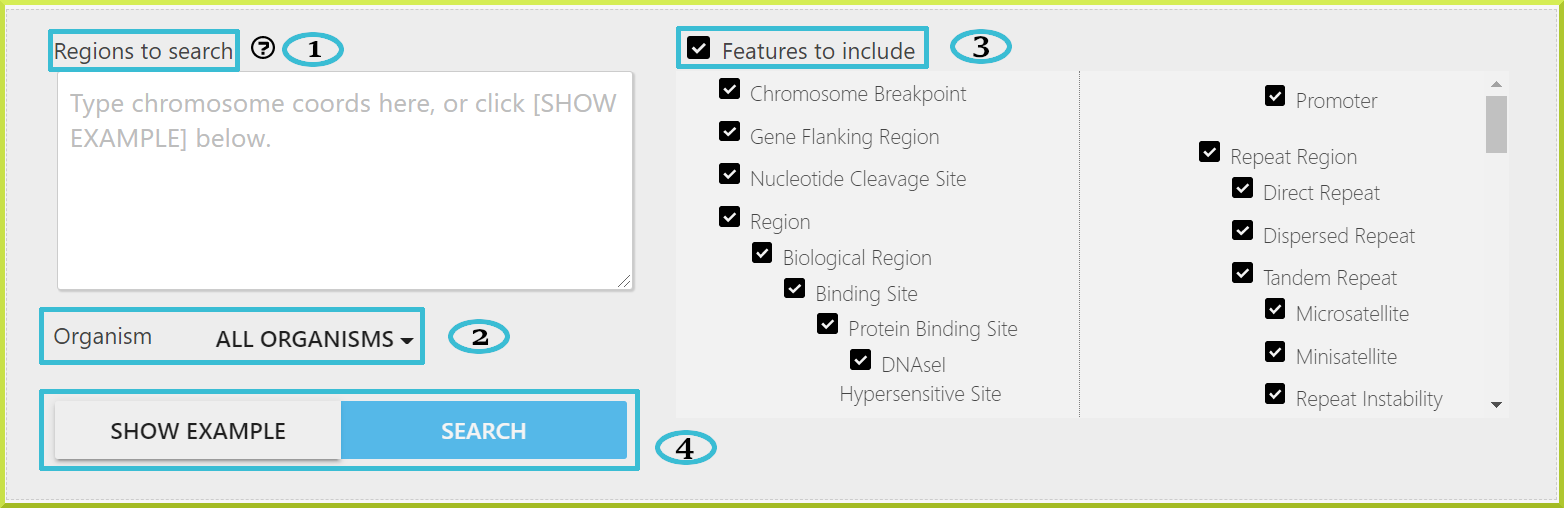 Regions to search ? 1
Type chromosome coords here, or click [SHOW
EXAMPLE] below.
Organism ALL ORGANISMS 2
SHOW EXAMPLE SEARCH 4
Features to include 3
Chromosome Breakpoint
Gene Flanking Region
Nucleotide Cleavage Site
Region
Biological Region
Binding Site
Protein Binding Site
DNAseI
Hypersensitive Site
Promoter
Repeat Region
Direct Repeat
Dispersed Repeat
Tandem Repeat
Microsatellite
Minisatellite
Repeat Instability